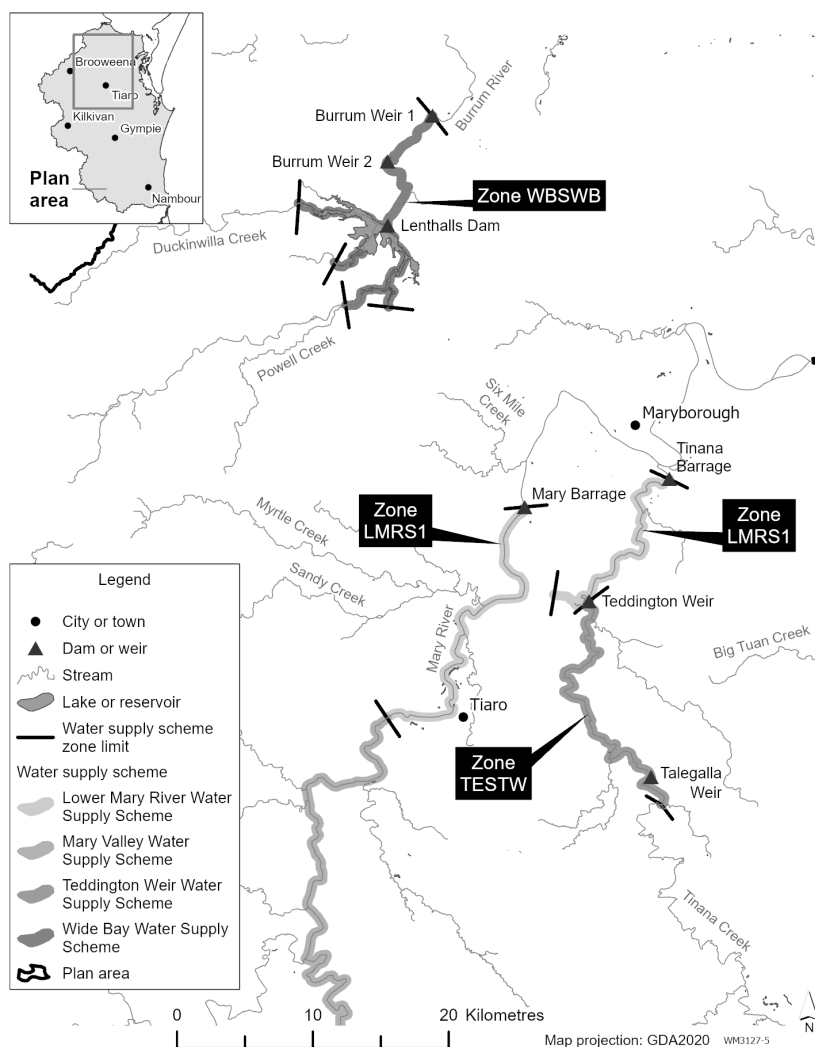 Brooweena
Tiaro
Kilkivan
Gympie
Plan
area
Nambour
Burrum Weir 1
Burrum River
Burrum Weir 2
Zone WBSWB
Lenthalls Dam
Duckinwilla Creek
Powell Creek
Six Mile
Creek
Maryborough
Tinana
Barrage
Mary Barrage
Zone
LMRS1
Zone
LMRS1
Myrtle Creek
Sandy Creek
Mary River
Teddington Weir
Big Tuan Creek
Tiaro
Zone
TESTW
Talegalla
Weir
Tinana Creek
Legend
City or town
Dam or weir
Stream
Lake or reservoir
Water supply scheme
zone limit
Water supply scheme
Lower Mary River Water
Supply Scheme
Mary Valley Water
Supply Scheme
Teddington Weir Water
Supply Scheme
Wide Bay Water Supply
Scheme
Plan area
0 10 20 Kilometres
N
Map projection: GDA2020 WM3127-5